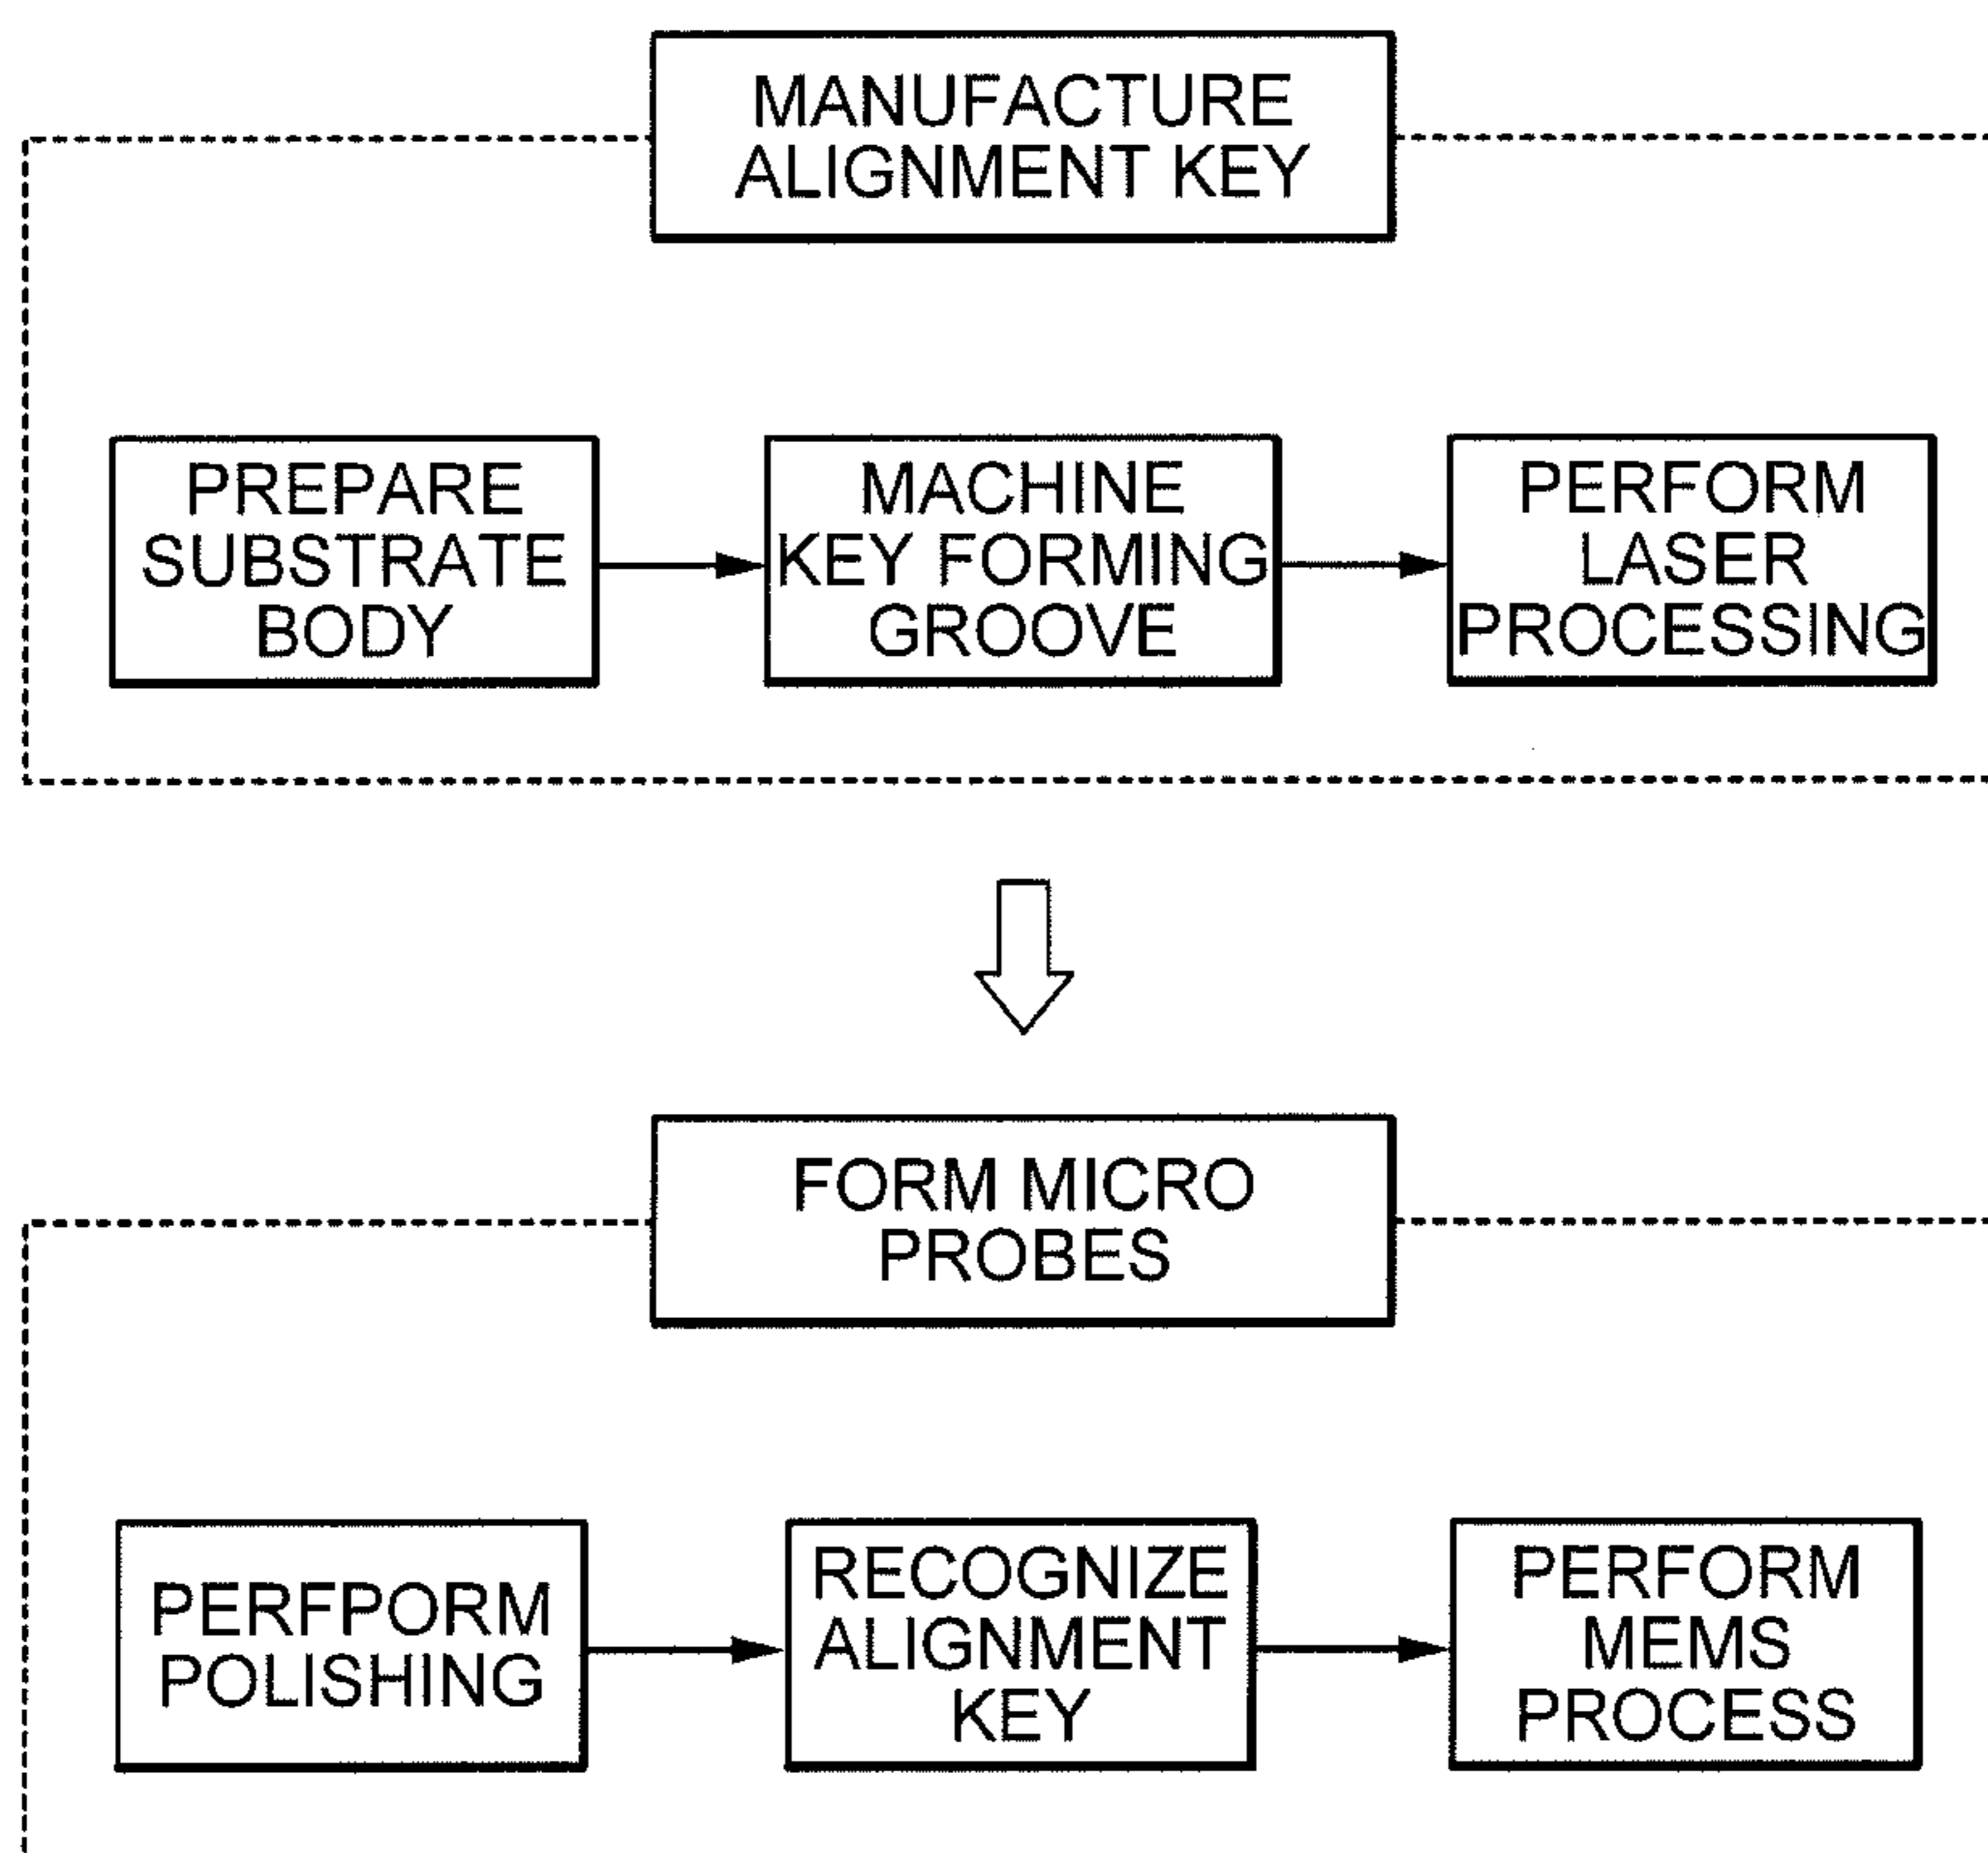 MANUFACTURE
ALIGNMENT KEY
PREPARE
SUBSTRATE
BODY
MACHINE
KEY FORMING
GROOVE
PERFORM
LASER
PROCESSING
FORM MICRO
PROBES
PERFPORM
POLISHING
RECOGNIZE
ALIGNMENT
KEY
PERFORM
MEMS
PROCESS